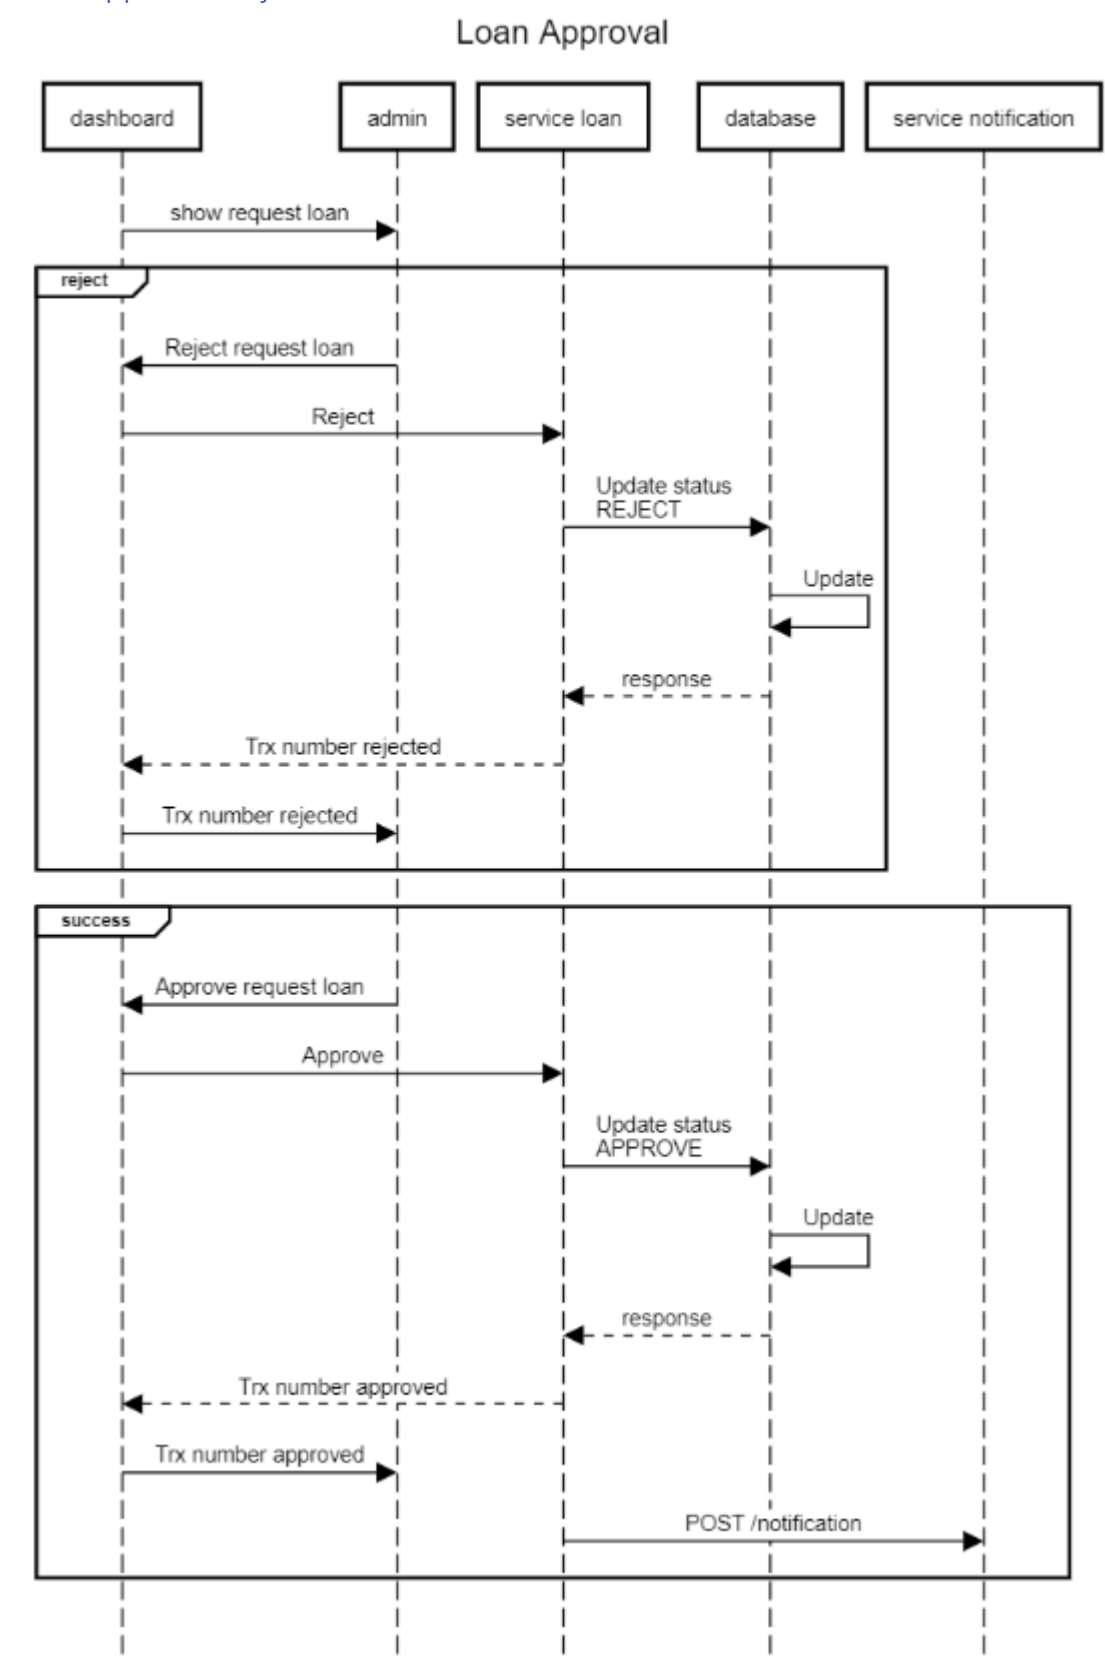 Loan Approval
dashboard
admin
service loan
database
service notification
show request loan
reject
Reject request loan
Reject
Update status
REJECT
Update
response
Trx number rejected
Trx number rejected
success
Approve request loan
Approve
Update status
APPROVE
Update
response
Trx number approved
Trx number approved
POST /notification